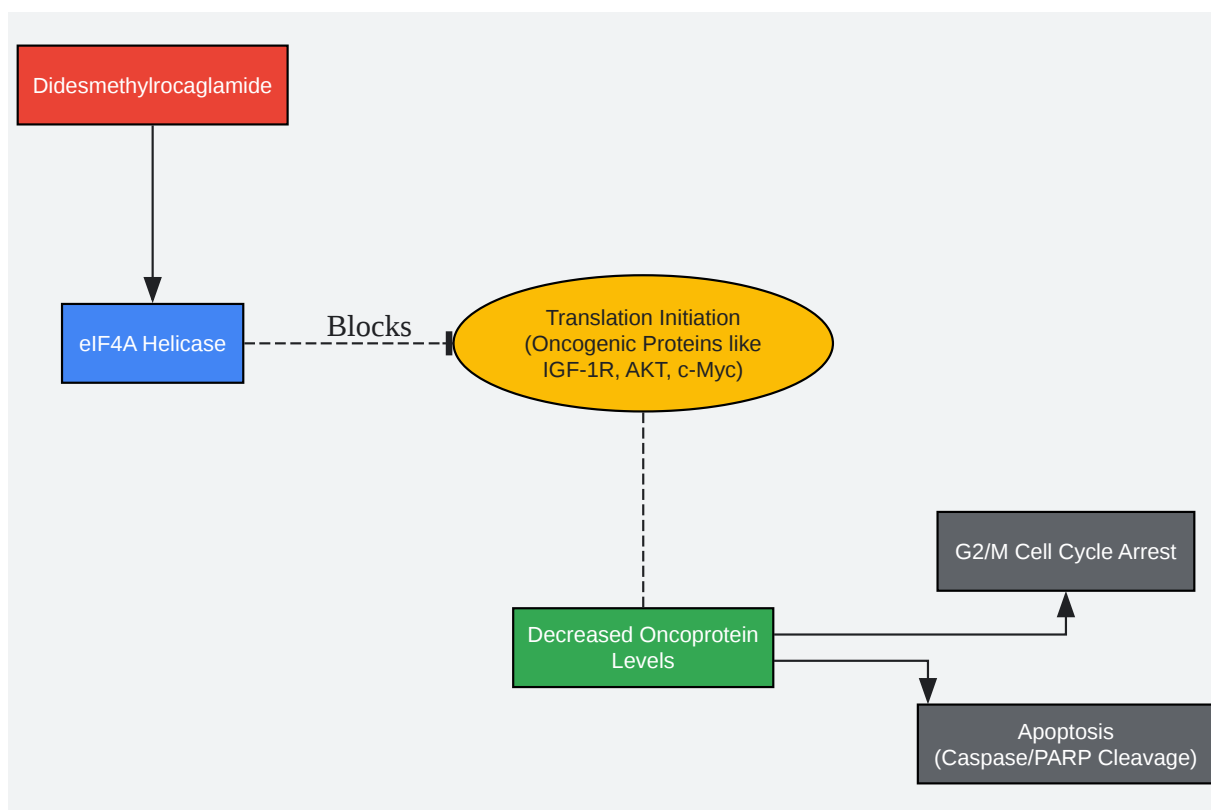 Didesmethylrocaglamide
eIF4A Helicase
Blocks
Translation Initiation
(Oncogenic Proteins like
IGF-1R, AKT, c-Myc)
G2/M Cell Cycle Arrest
Decreased Oncoprotein
Levels
Apoptosis
(Caspase/PARP Cleavage)